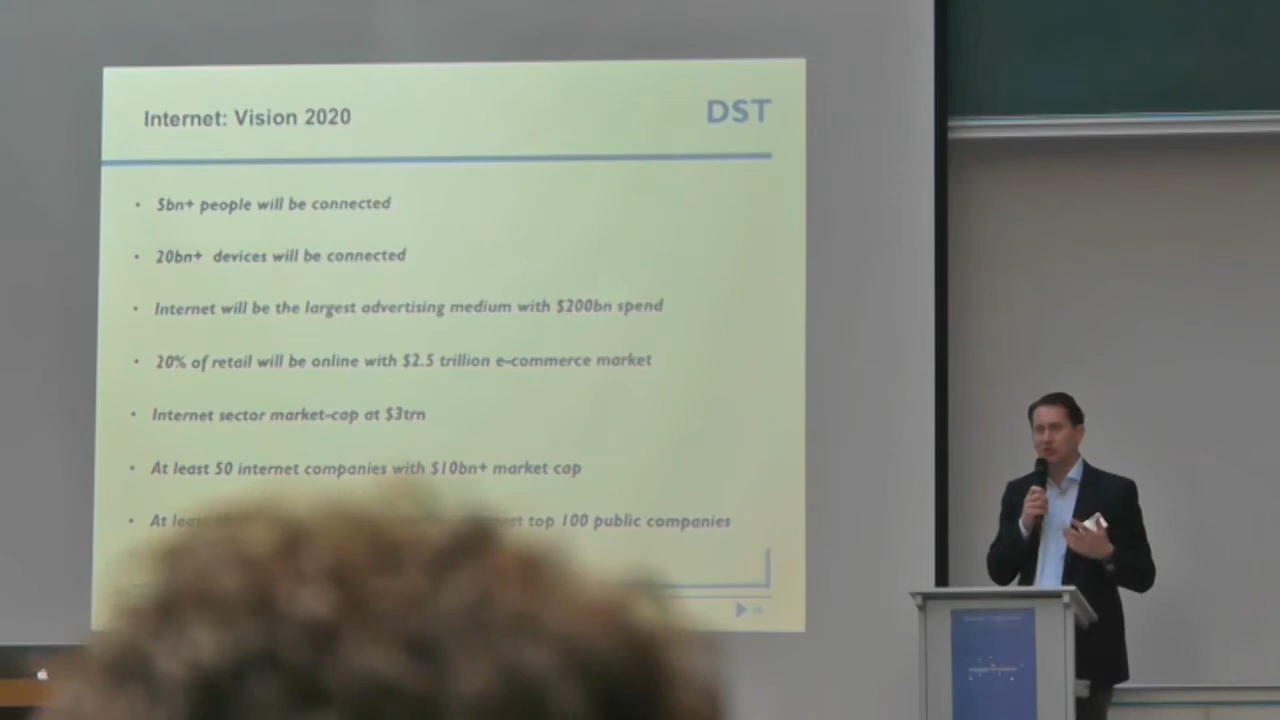 Internet: Vision 2020
DST
• 5bn+ people will be connected
• 20bn+ devices will be connected
• Internet will be the largest advertising medium with $200bn spend
• 20% of retail will be online with $2.5 trillion e-commerce market
• Internet sector market-cap at $3trn
• At least 50 internet companies with $10bn+ market cap
• At top 100 public companies